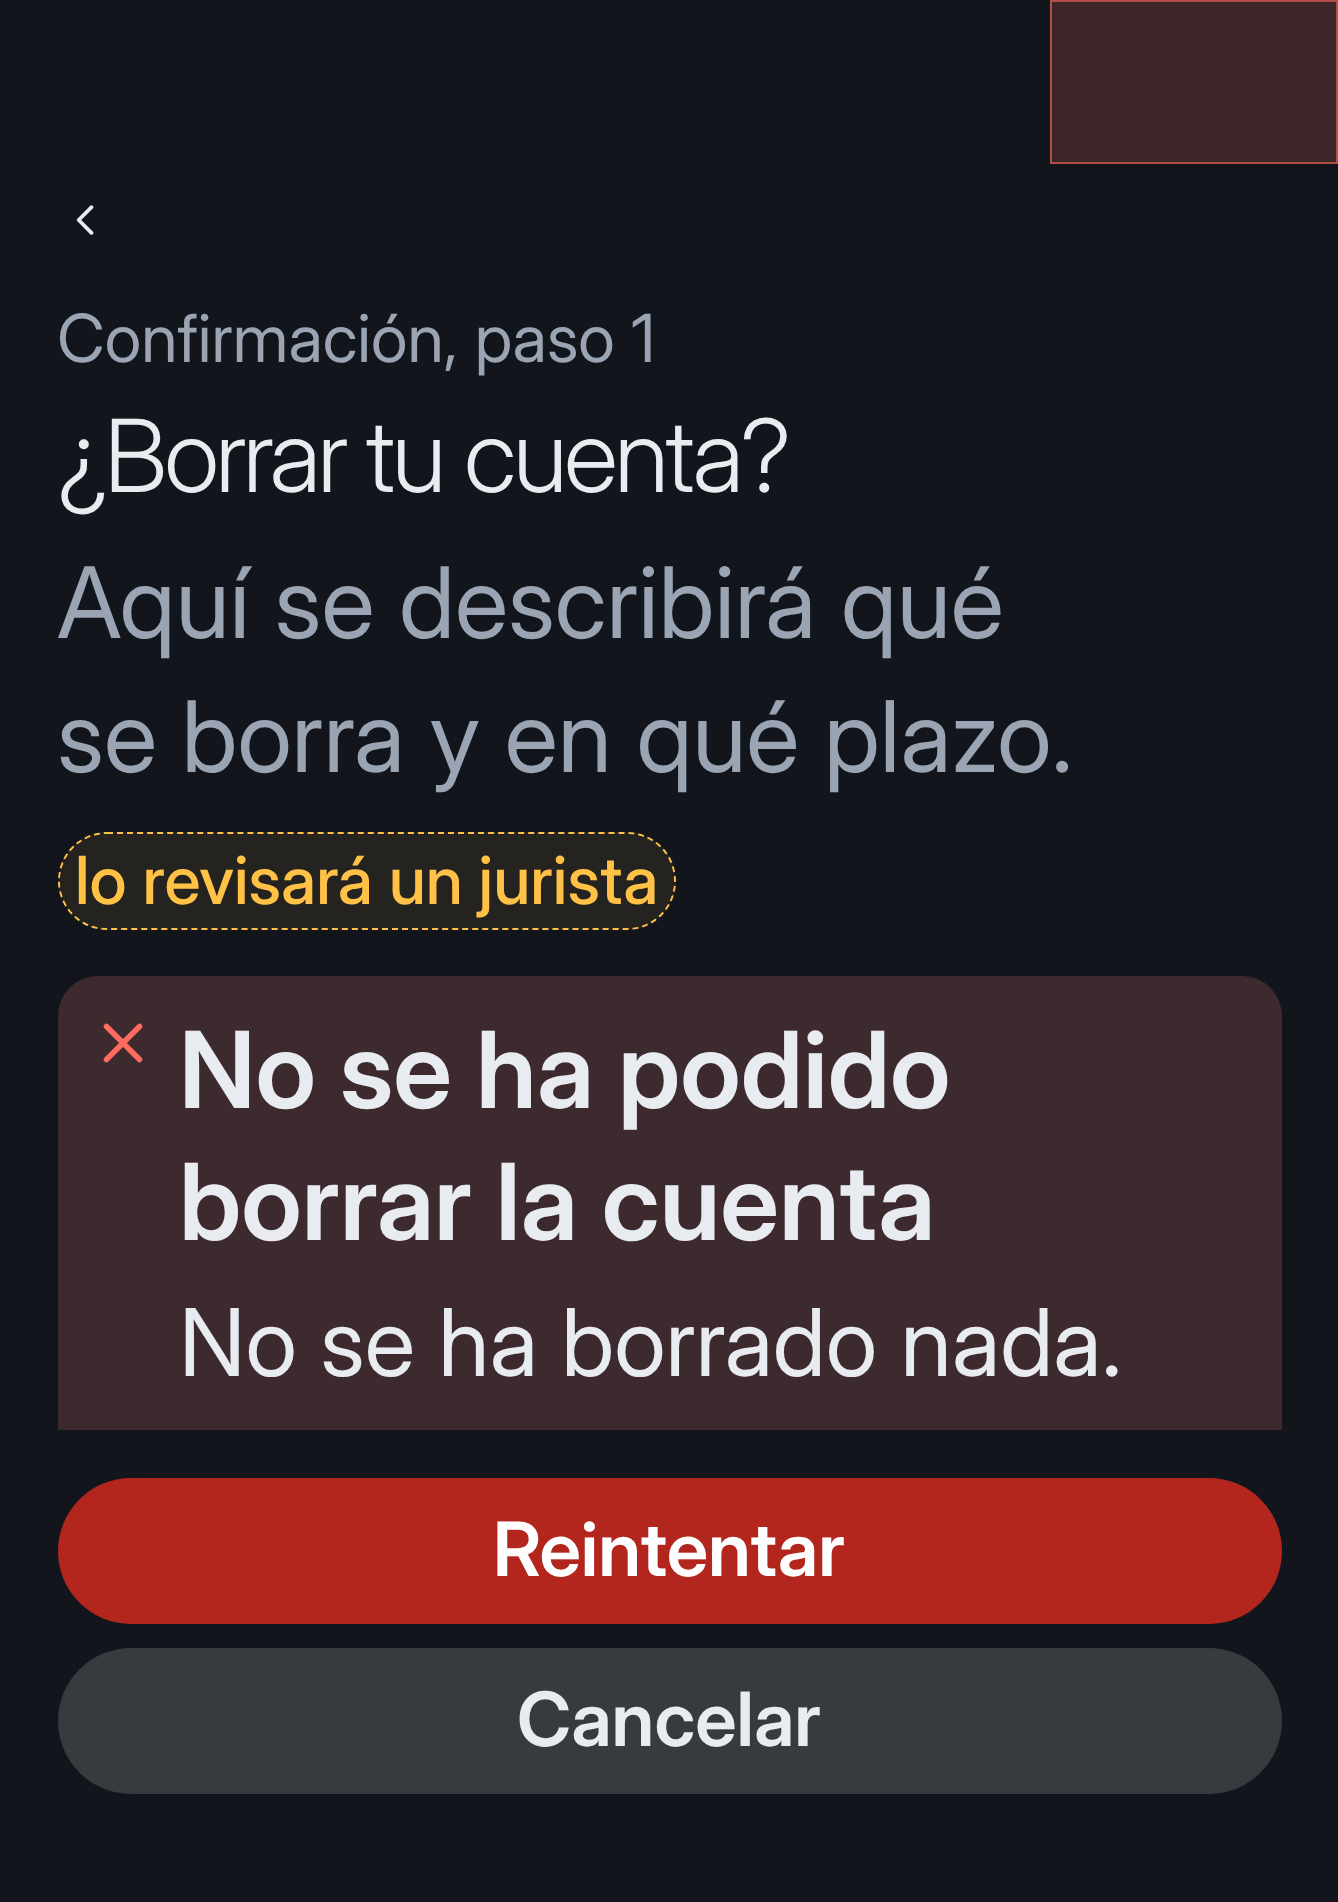 Confirmación, paso 1
¿Borrar tu cuenta?
Aquí se describirá qué
se borra y en qué plazo.
lo revisará un jurista
No se ha podido
borrar la cuenta
No se ha borrado nada.
Reintentar
Cancelar